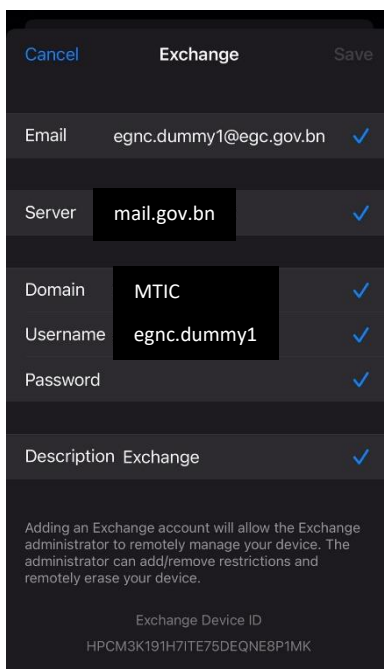 Cancel Exchange Save
Email egnc.dummy1@egc.gov.bn
Server mail.gov.bn
Domain MTIC
Username egnc.dummy1
Password
Description Exchange
Adding an Exchange account will allow the Exchange
administrator to remotely manage your device. The
administrator can add/remove restrictions and
remotely erase your device.
Exchange Device ID
HPCM3K191H7ITE75DEQNE8P1MK